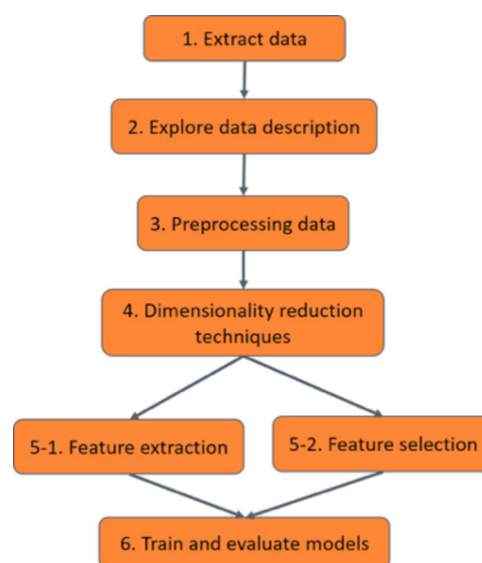 1. Extract data
2. Explore data description
3. Preprocessing data
4. Dimensionality reduction
techniques
5-1. Feature extraction
5-2. Feature selection
6. Train and evaluate models